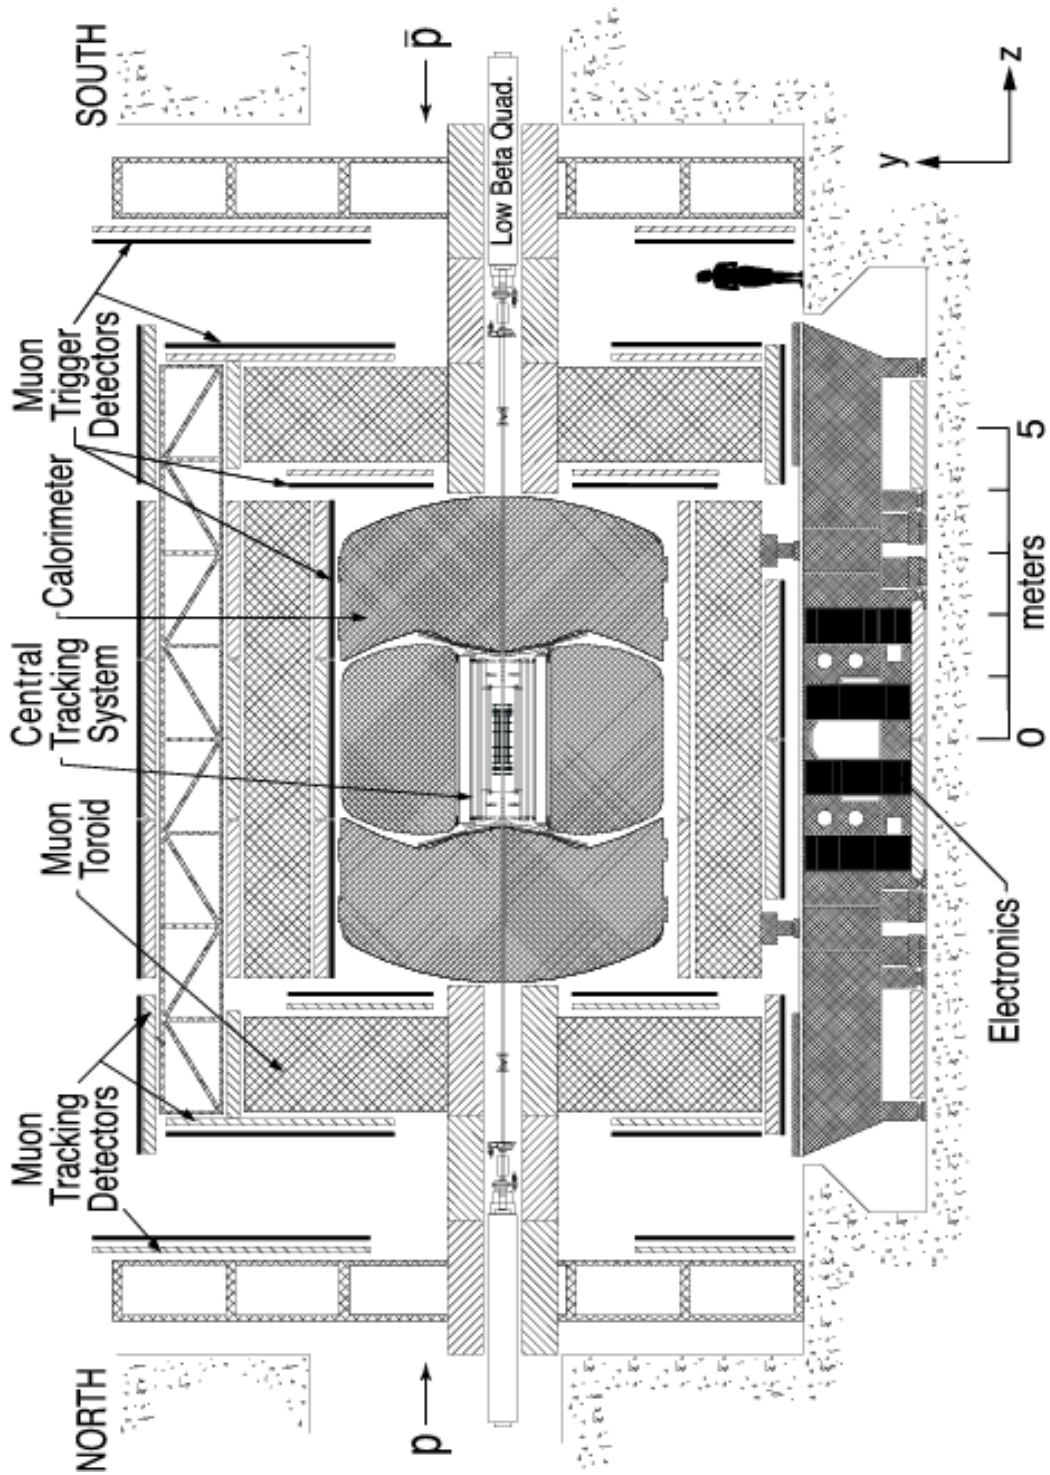 NORTH
SOUTH
Muon
Tracking
Detectors
Muon
Toroid
Central
Tracking
System
Calorimeter
Muon
Trigger
Detectors
p
p̄
Low Beta Quad.
y
z
Electronics
0
meters
5